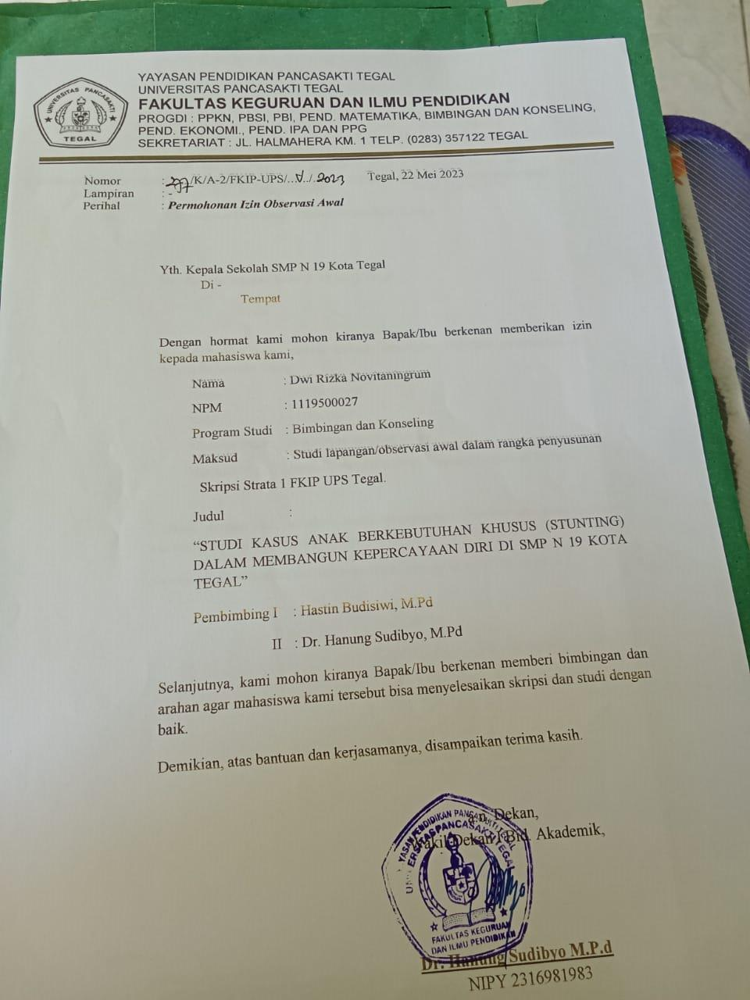 UNIVERSITAS PANCASAKTI
TEGAL
YAYASAN PENDIDIKAN PANCASAKTI TEGAL
UNIVERSITAS PANCASAKTI TEGAL
FAKULTAS KEGURUAN DAN ILMU PENDIDIKAN
PROGDI : PPKN, PBSI, PBI, PEND. MATEMATIKA, BIMBINGAN DAN KONSELING,
PEND. EKONOMI., PEND. IPA DAN PPG
SEKRETARIAT : JL. HALMAHERA KM. 1 TELP. (0283) 357122 TEGAL
Nomor : /K/A-2/FKIP-UPS/..V../.2023 Tegal, 22 Mei 2023
Lampiran : -
Perihal : Permohonan Izin Observasi Awal
Yth. Kepala Sekolah SMP N 19 Kota Tegal
Di -
Tempat
Dengan hormat kami mohon kiranya Bapak/Ibu berkenan memberikan izin
kepada mahasiswa kami,
Nama : Dwi Rizka Novitaningrum
NPM : 1119500027
Program Studi : Bimbingan dan Konseling
Maksud : Studi lapangan/observasi awal dalam rangka penyusunan
Skripsi Strata 1 FKIP UPS Tegal.
Judul :
“STUDI KASUS ANAK BERKEBUTUHAN KHUSUS (STUNTING)
DALAM MEMBANGUN KEPERCAYAAN DIRI DI SMP N 19 KOTA
TEGAL”
Pembimbing I : Hastin Budisiwi, M.Pd
II : Dr. Hanung Sudibyo, M.Pd
Selanjutnya, kami mohon kiranya Bapak/Ibu berkenan memberi bimbingan dan
arahan agar mahasiswa kami tersebut bisa menyelesaikan skripsi dan studi dengan
baik.
Demikian, atas bantuan dan kerjasamanya, disampaikan terima kasih.
a.n. Dekan,
Wakil Dekan I Bid. Akademik,
YASAN PENDIDIKAN PANCASAKTI TEGAL
ERSITAS PANCASAKTI TEGAL
FAKULTAS KEGURUAN
DAN ILMU PENDIDIKAN
Dr. Hanung Sudibyo M.P.d
NIPY 2316981983